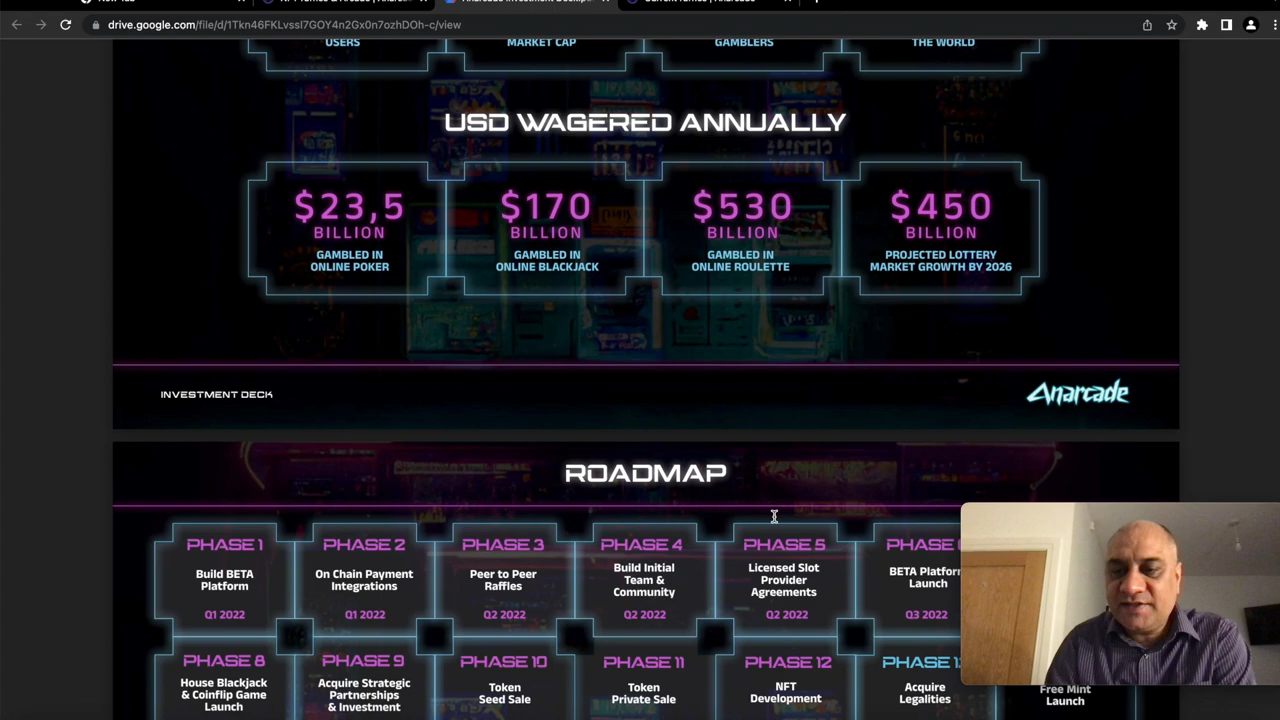 drive.google.com/file/d/1Tkn46FKLvssI7GOY4n2Gx0n7ozhDOh-c/view
USERS
MARKET CAP
GAMBLERS
THE WORLD
USD WAGERED ANNUALLY
$23,5
BILLION
GAMBLED IN
ONLINE POKER
$170
BILLION
GAMBLED IN
ONLINE BLACKJACK
$530
BILLION
GAMBLED IN
ONLINE ROULETTE
$450
BILLION
PROJECTED LOTTERY
MARKET GROWTH BY 2026
INVESTMENT DECK
Anarcade
ROADMAP
PHASE 1
Build BETA
Platform
Q1 2022
PHASE 2
On Chain Payment
Integrations
Q1 2022
PHASE 3
Peer to Peer
Raffles
Q2 2022
PHASE 4
Build Initial
Team &
Community
Q2 2022
PHASE 5
Licensed Slot
Provider
Agreements
Q2 2022
PHASE
BETA Platform
Launch
Q3 2022
PHASE 8
House Blackjack
& Coinflip Game
Launch
PHASE 9
Acquire Strategic
Partnerships
& Investment
PHASE 10
Token
Seed Sale
PHASE 11
Token
Private Sale
PHASE 12
NFT
Development
PHASE
Acquire
Legalities
Free Mint
Launch